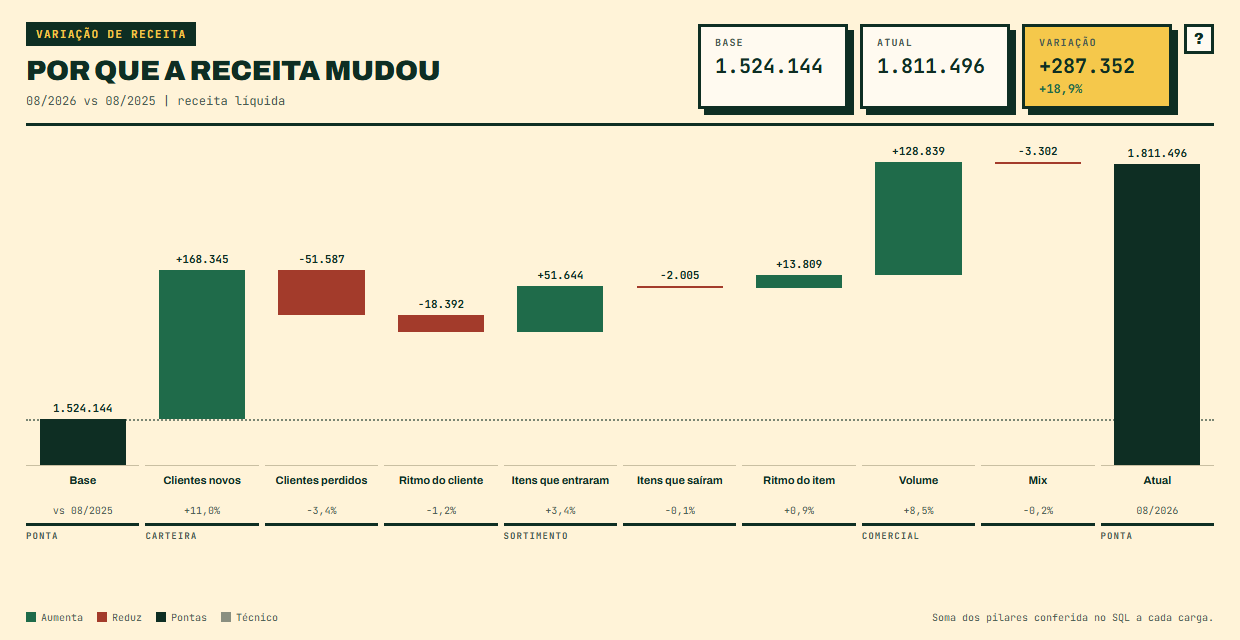 VARIAÇÃO DE RECEITA
POR QUE A RECEITA MUDOU
08/2026 vs 08/2025 | receita líquida
BASE
1.524.144
ATUAL
1.811.496
VARIAÇÃO
+287.352
+18,9%
?
1.524.144
+168.345
-51.587
-18.392
+51.644
-2.005
+13.809
+128.839
-3.302
1.811.496
Base
Clientes novos
Clientes perdidos
Ritmo do cliente
Itens que entraram
Itens que saíram
Ritmo do item
Volume
Mix
Atual
vs 08/2025
+11,0%
-3,4%
-1,2%
+3,4%
-0,1%
+0,9%
+8,5%
-0,2%
08/2026
PONTA
CARTEIRA
SORTIMENTO
COMERCIAL
PONTA
Aumenta
Reduz
Pontas
Técnico
Soma dos pilares conferida no SQL a cada carga.